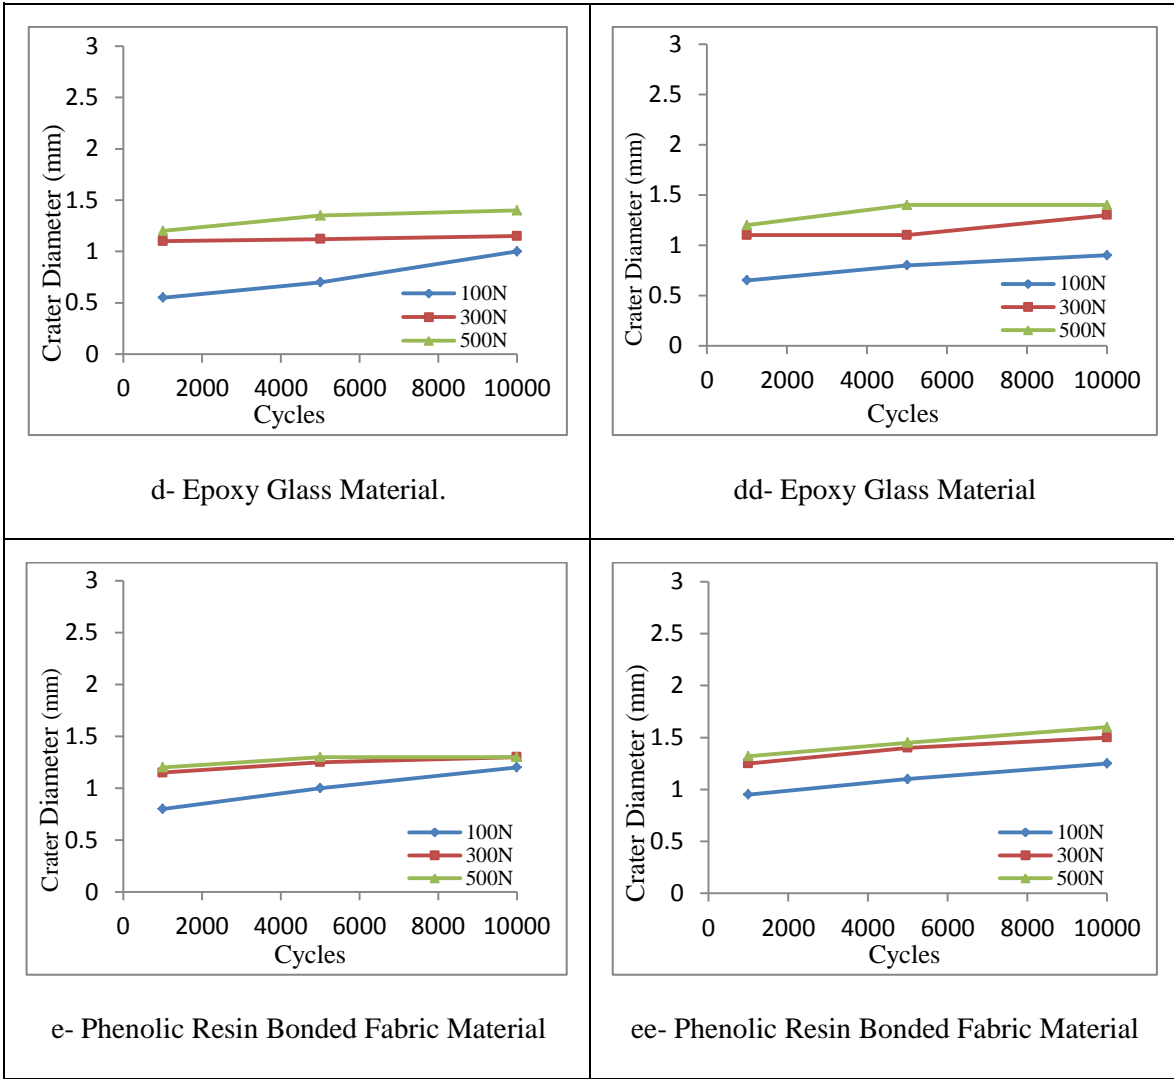 3
2.5
2
1.5
1
0.5
0
0 2000 4000 6000 8000 10000
Crater Diameter (mm)
Cycles
100N
300N
500N
d- Epoxy Glass Material.
3
2.5
2
1.5
1
0.5
0
0 2000 4000 6000 8000 10000
Crater Diameter (mm)
Cycles
100N
300N
500N
dd- Epoxy Glass Material
3
2.5
2
1.5
1
0.5
0
0 2000 4000 6000 8000 10000
Crater Diameter (mm)
Cycles
100N
300N
500N
e- Phenolic Resin Bonded Fabric Material
3
2.5
2
1.5
1
0.5
0
0 2000 4000 6000 8000 10000
Crater Diameter (mm)
Cycles
100N
300N
500N
ee- Phenolic Resin Bonded Fabric Material